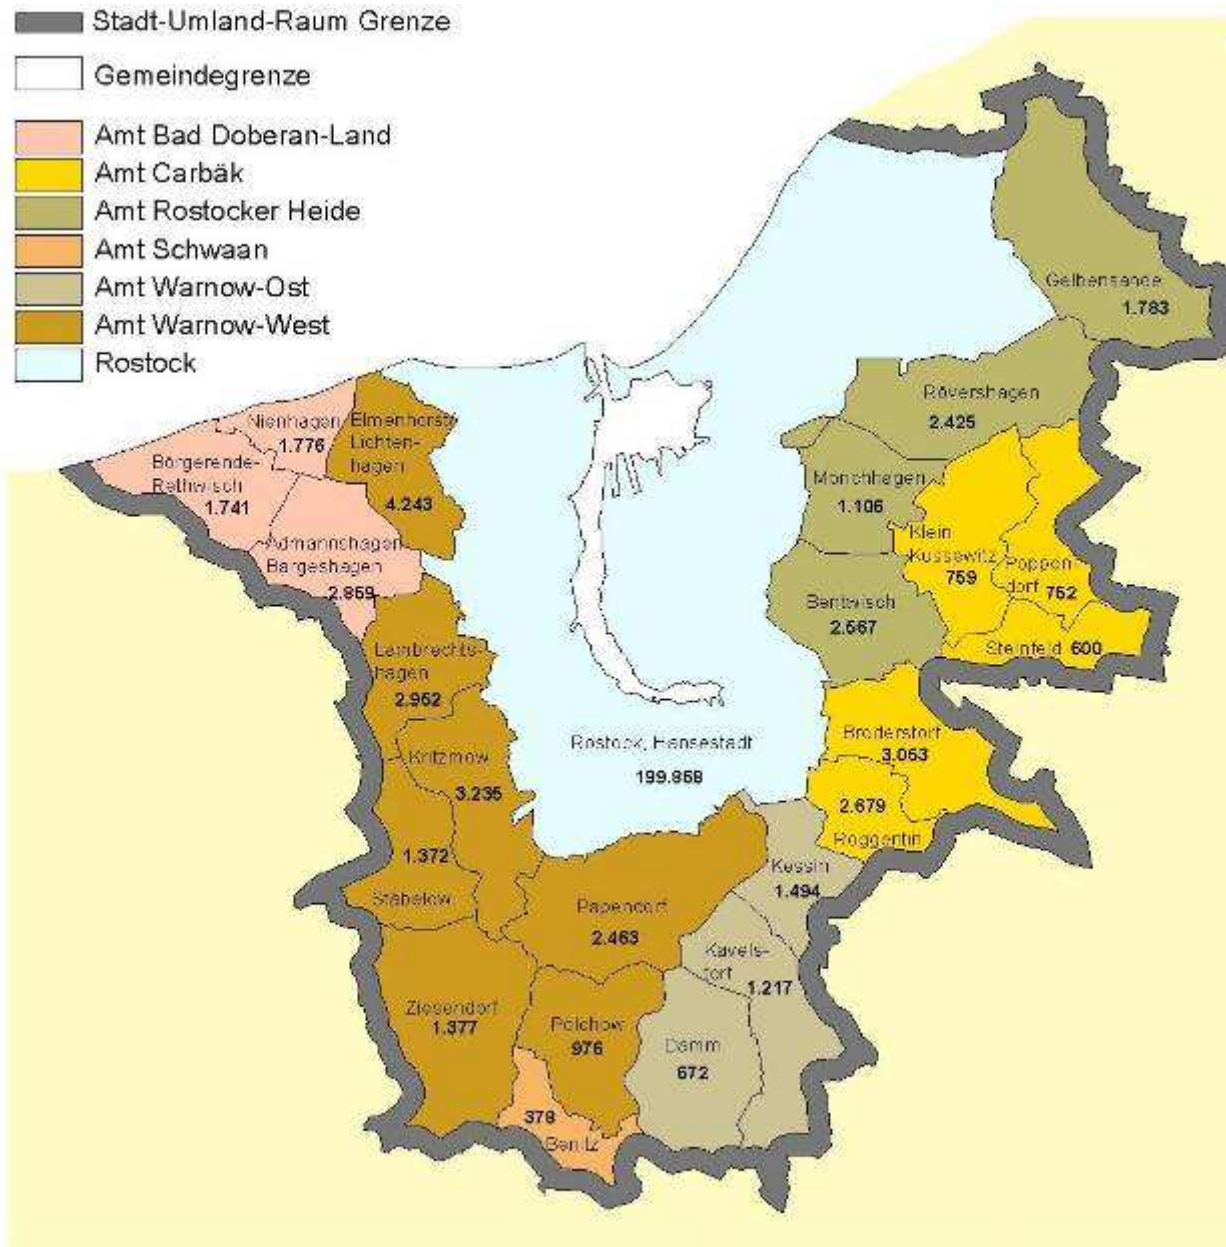 Stadt-Umland-Raum Grenze
Gemeindegrenze
Amt Bad Doberan-Land
Amt Carbäk
Amt Rostocker Heide
Amt Schwaan
Amt Warnow-Ost
Amt Warnow-West
Rostock
Gelbensande
1.783
Rövershagen
2.425
Nienhagen
1.776
Elmenhorst/
Lichten-
hagen
4.243
Börgerende-
Rethwisch
1.741
Mönchhagen
1.106
Admannshagen-
Bargeshagen
2.869
Klein
Kussewitz
759
Poppen-
dorf
752
Bentwisch
2.567
Steinfeld 600
Lambrechts-
hagen
2.952
Kritzmow
3.235
Rostock, Hansestadt
199.868
Broderstorf
3.053
2.679
Roggentin
1.372
Stäbelow
Kessin
1.494
Papendorf
2.463
Kavels-
torf
1.217
Ziesendorf
1.377
Pölchow
976
Damm
672
378
Benitz